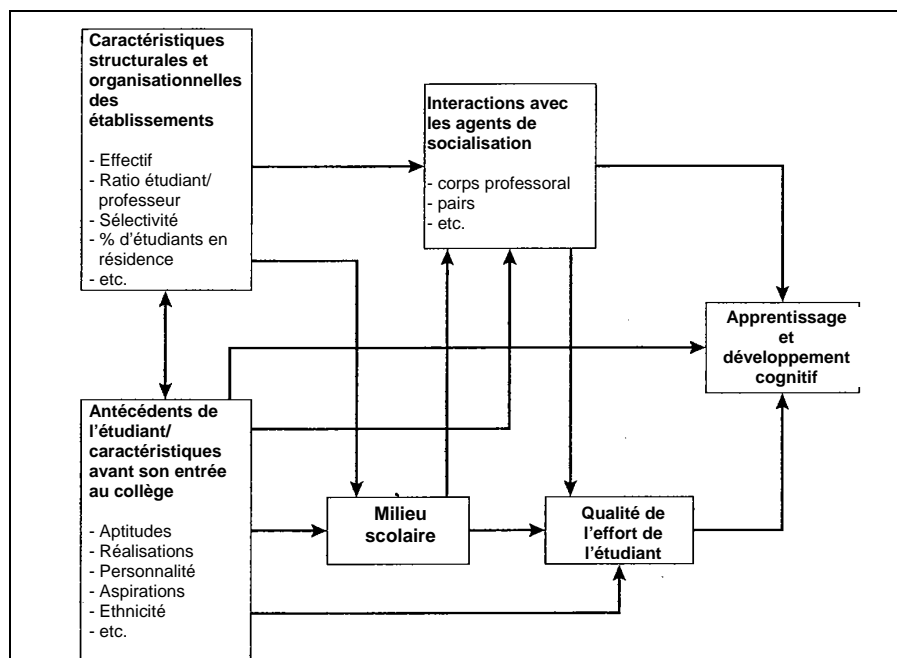 Caractéristiques
structurales et
organisationnelles
des
établissements
- Effectif
- Ratio étudiant/
professeur
- Sélectivité
- % d'étudiants en
résidence
- etc.
Interactions avec
les agents de
socialisation
- corps professoral
- pairs
- etc.
Apprentissage
et
développement
cognitif
Antécédents de
l'étudiant/
caractéristiques
avant son entrée
au collège
- Aptitudes
- Réalisations
- Personnalité
- Aspirations
- Ethnicité
- etc.
Milieu
scolaire
Qualité de
l'effort de
l'étudiant